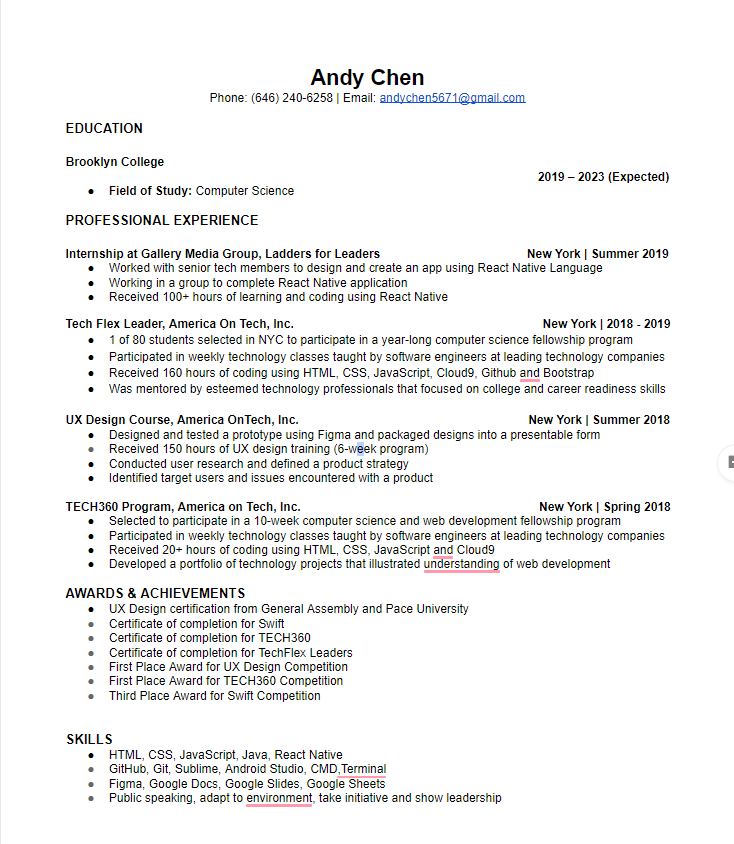 Andy Chen
Phone: (646) 240-6258 | Email: andychen5671@gmail.com
EDUCATION
Brooklyn College
2019 – 2023 (Expected)
● Field of Study: Computer Science
PROFESSIONAL EXPERIENCE
Internship at Gallery Media Group, Ladders for Leaders New York | Summer 2019
● Worked with senior tech members to design and create an app using React Native Language
● Working in a group to complete React Native application
● Received 100+ hours of learning and coding using React Native
Tech Flex Leader, America On Tech, Inc. New York | 2018 - 2019
● 1 of 80 students selected in NYC to participate in a year-long computer science fellowship program
● Participated in weekly technology classes taught by software engineers at leading technology companies
● Received 160 hours of coding using HTML, CSS, JavaScript, Cloud9, Github and Bootstrap
● Was mentored by esteemed technology professionals that focused on college and career readiness skills
UX Design Course, America OnTech, Inc. New York | Summer 2018
● Designed and tested a prototype using Figma and packaged designs into a presentable form
● Received 150 hours of UX design training (6-week program)
● Conducted user research and defined a product strategy
● Identified target users and issues encountered with a product
TECH360 Program, America on Tech, Inc. New York | Spring 2018
● Selected to participate in a 10-week computer science and web development fellowship program
● Participated in weekly technology classes taught by software engineers at leading technology companies
● Received 20+ hours of coding using HTML, CSS, JavaScript and Cloud9
● Developed a portfolio of technology projects that illustrated understanding of web development
AWARDS & ACHIEVEMENTS
● UX Design certification from General Assembly and Pace University
● Certificate of completion for Swift
● Certificate of completion for TECH360
● Certificate of completion for TechFlex Leaders
● First Place Award for UX Design Competition
● First Place Award for TECH360 Competition
● Third Place Award for Swift Competition
SKILLS
● HTML, CSS, JavaScript, Java, React Native
● GitHub, Git, Sublime, Android Studio, CMD,Terminal
● Figma, Google Docs, Google Slides, Google Sheets
● Public speaking, adapt to environment, take initiative and show leadership